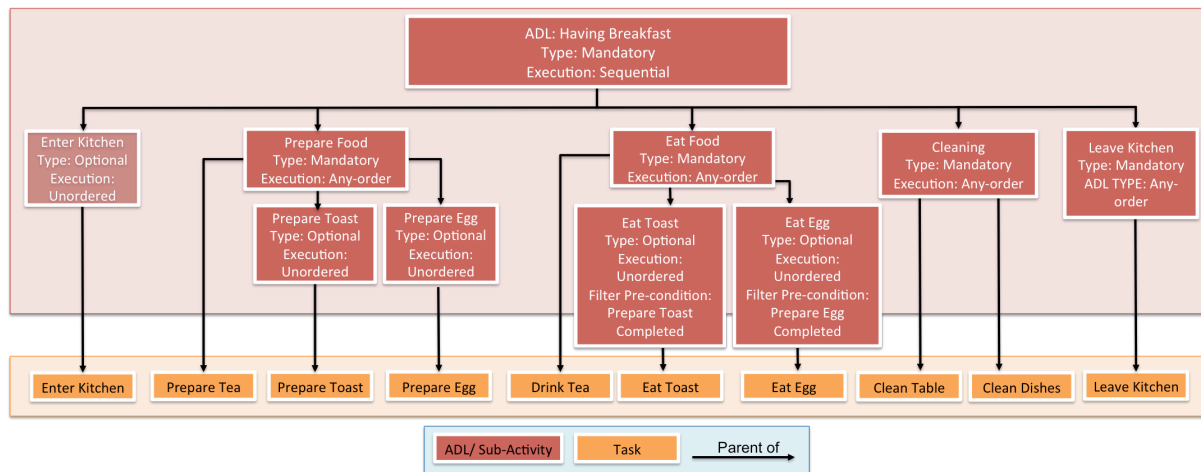 ADL: Having Breakfast
Type: Mandatory
Execution: Sequential
Enter Kitchen
Type: Optional
Execution:
Unordered
Prepare Food
Type: Mandatory
Execution: Any-order
Eat Food
Type: Mandatory
Execution: Any-order
Cleaning
Type: Mandatory
Execution: Any-order
Leave Kitchen
Type: Mandatory
ADL TYPE: Any-
order
Prepare Toast
Type: Optional
Execution:
Unordered
Prepare Egg
Type: Optional
Execution:
Unordered
Eat Toast
Type: Optional
Execution:
Unordered
Filter Pre-condition:
Prepare Toast
Completed
Eat Egg
Type: Optional
Execution:
Unordered
Filter Pre-condition:
Prepare Egg
Completed
Enter Kitchen
Prepare Tea
Prepare Toast
Prepare Egg
Drink Tea
Eat Toast
Eat Egg
Clean Table
Clean Dishes
Leave Kitchen
ADL/ Sub-Activity
Task
Parent of